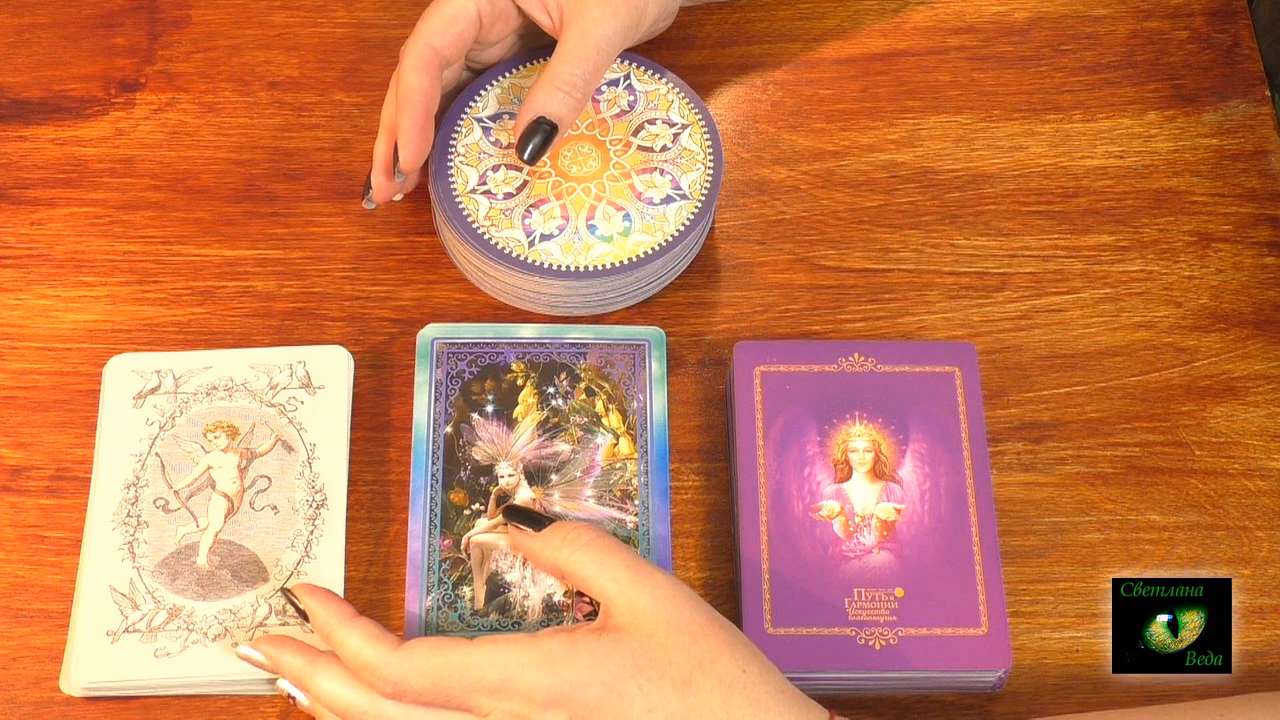 Путь к
Гармонии
Искусство
благополучия
Светлана
Веда